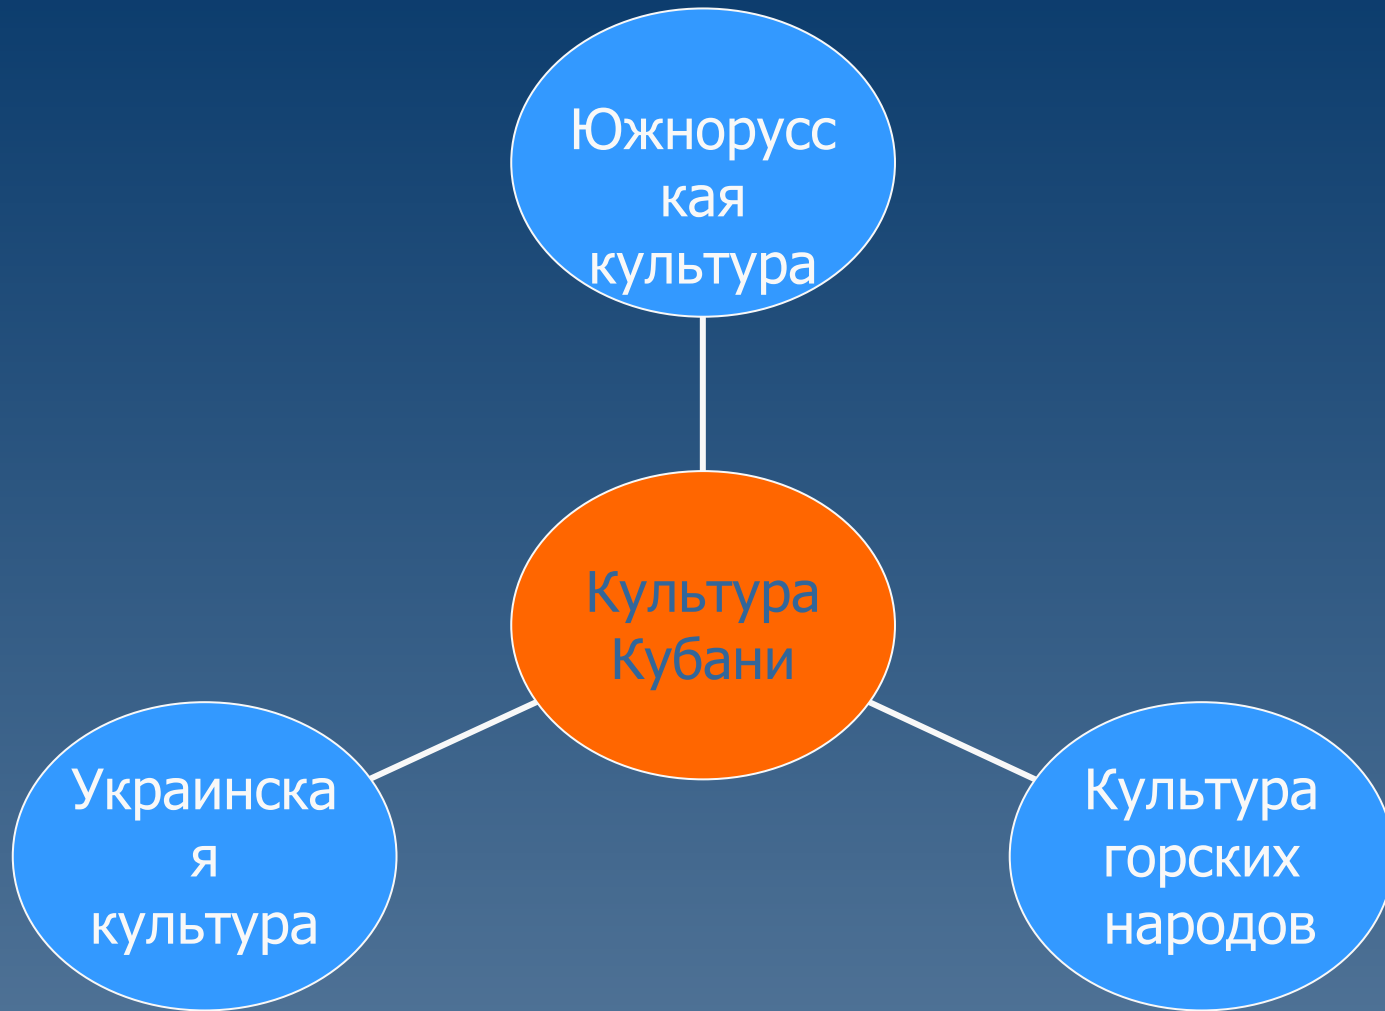 Южнорусс
кая
культура
Культура
Кубани
Украинска
я
культура
Культура
горских
народов